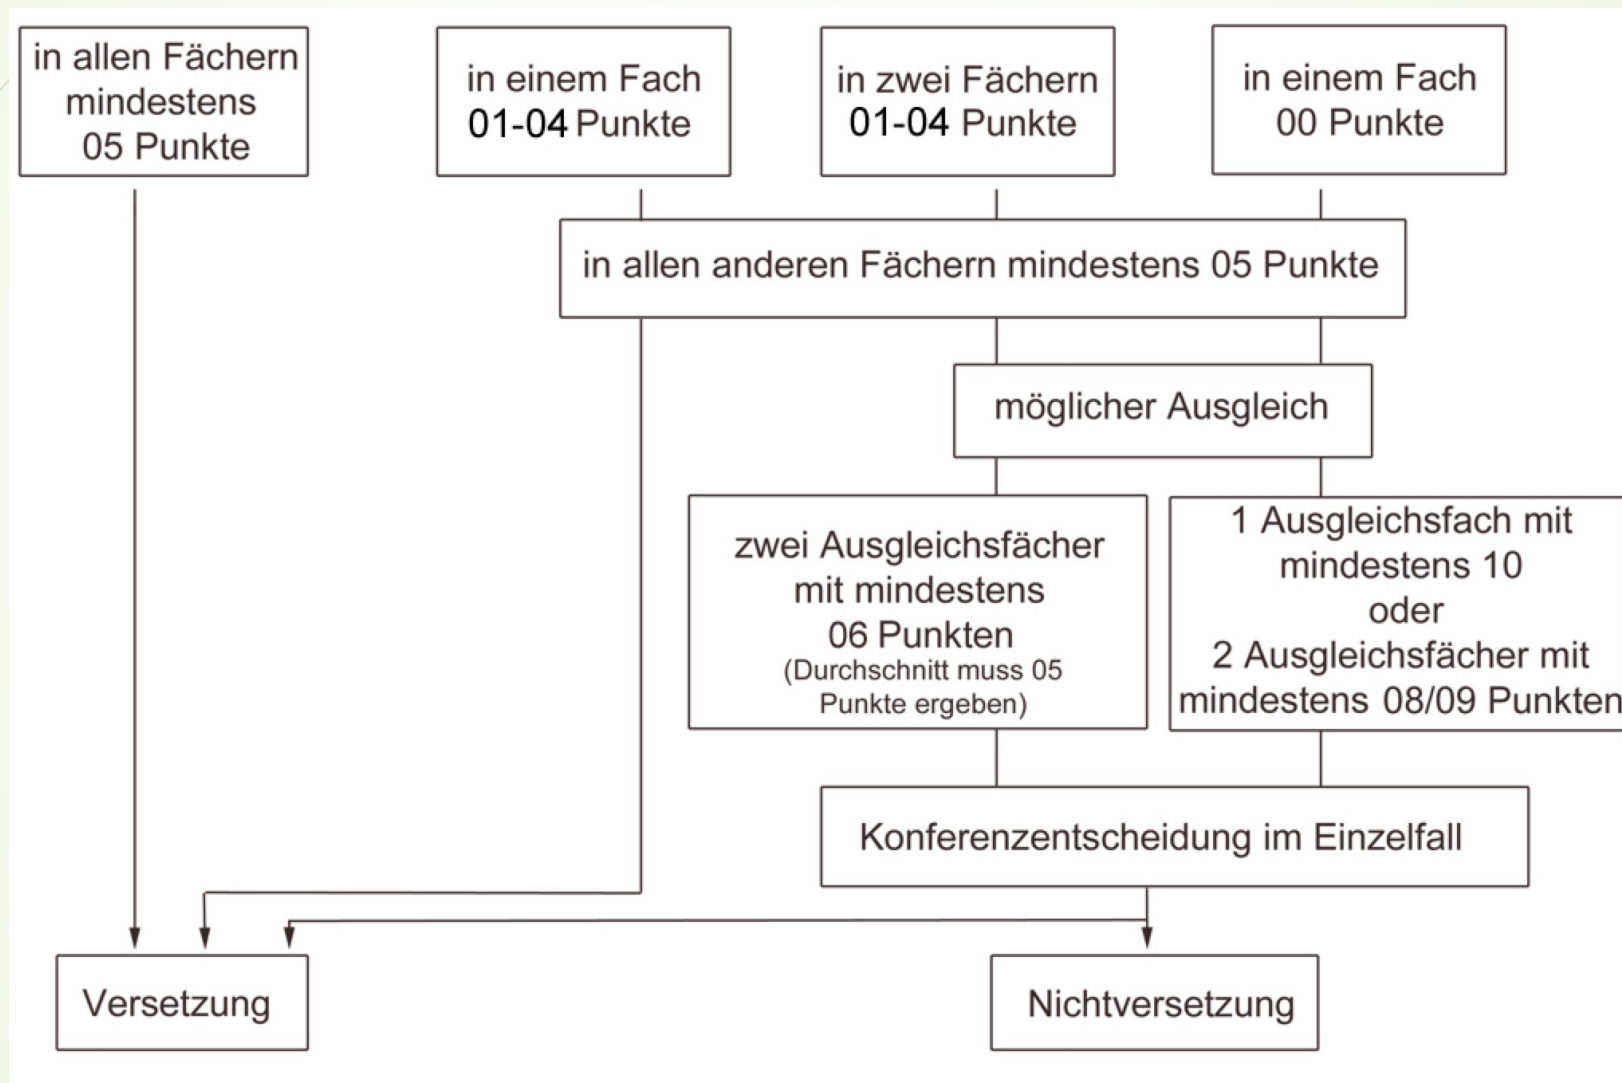 in allen Fächern
mindestens
05 Punkte
in einem Fach
01-04 Punkte
in zwei Fächern
01-04 Punkte
in einem Fach
00 Punkte
in allen anderen Fächern mindestens 05 Punkte
möglicher Ausgleich
zwei Ausgleichsfächer
mit mindestens
06 Punkten
(Durchschnitt muss 05
Punkte ergeben)
1 Ausgleichsfach mit
mindestens 10
oder
2 Ausgleichsfächer mit
mindestens 08/09 Punkten
Konferenzentscheidung im Einzelfall
Versetzung
Nichtversetzung